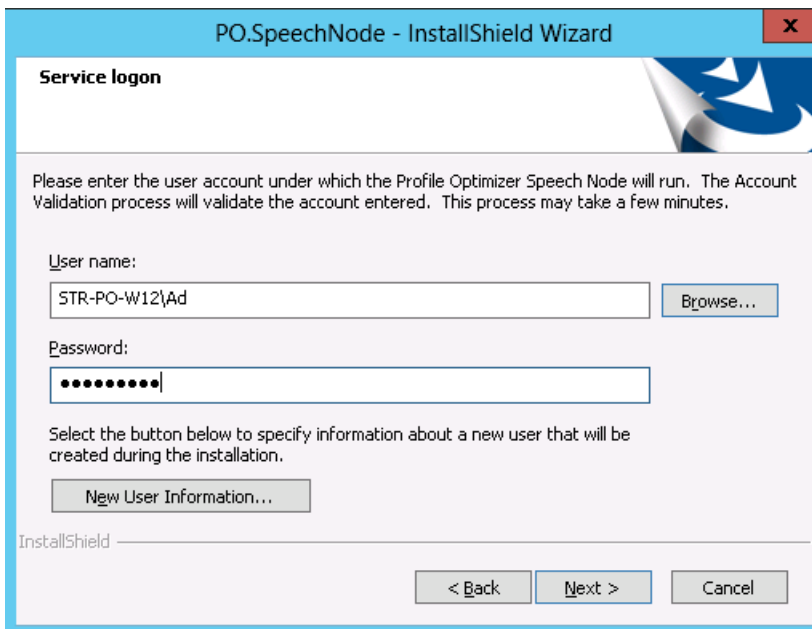 PO.SpeechNode - InstallShield Wizard
x
Service logon
Please enter the user account under which the Profile Optimizer Speech Node will run. The Account
Validation process will validate the account entered. This process may take a few minutes.
User name:
STR-PO-W12\Ad
Browse...
Password:
●●●●●●●●●
Select the button below to specify information about a new user that will be
created during the installation.
New User Information...
InstallShield
< Back
Next >
Cancel